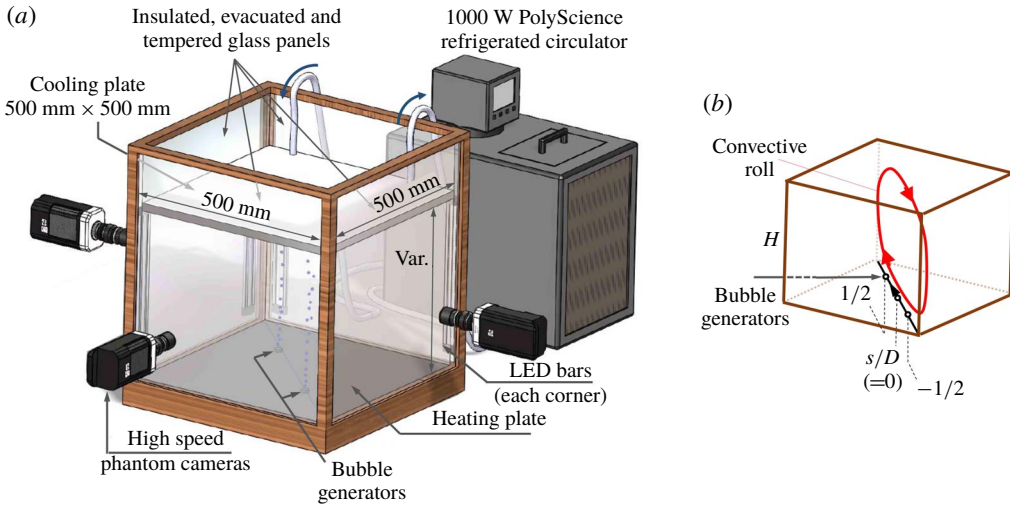 (a)
Insulated, evacuated and
tempered glass panels
1000 W PolyScience
refrigerated circulator
Cooling plate
500 mm × 500 mm
500 mm
500 mm
Var.
LED bars
(each corner)
Heating plate
High speed
phantom cameras
Bubble
generators
(b)
Convective
roll
H
Bubble
generators
1/2
s/D
(=0)
−1/2